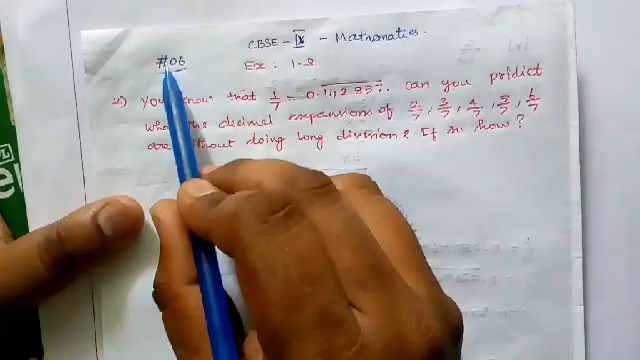 CBSE - IX - Mathematics.
#06
Ex: 1.3
2) You know that 1/7 = 0.142857. Can you pridict
what the decimal expansions of 2/7, 3/7, 4/7, 5/7, 6/7
are without doing long division? If so how?